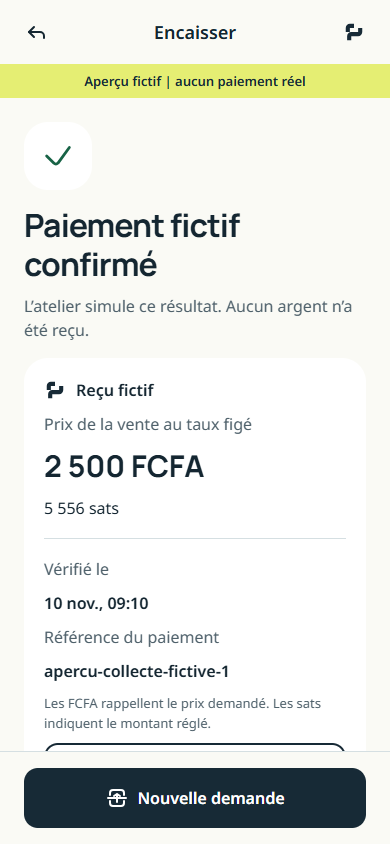 Encaisser
Aperçu fictif | aucun paiement réel
Paiement fictif
confirmé
L’atelier simule ce résultat. Aucun argent n’a
été reçu.
Reçu fictif
Prix de la vente au taux figé
2 500 FCFA
5 556 sats
Vérifié le
10 nov., 09:10
Référence du paiement
apercu-collecte-fictive-1
Les FCFA rappellent le prix demandé. Les sats
indiquent le montant réglé.
Nouvelle demande